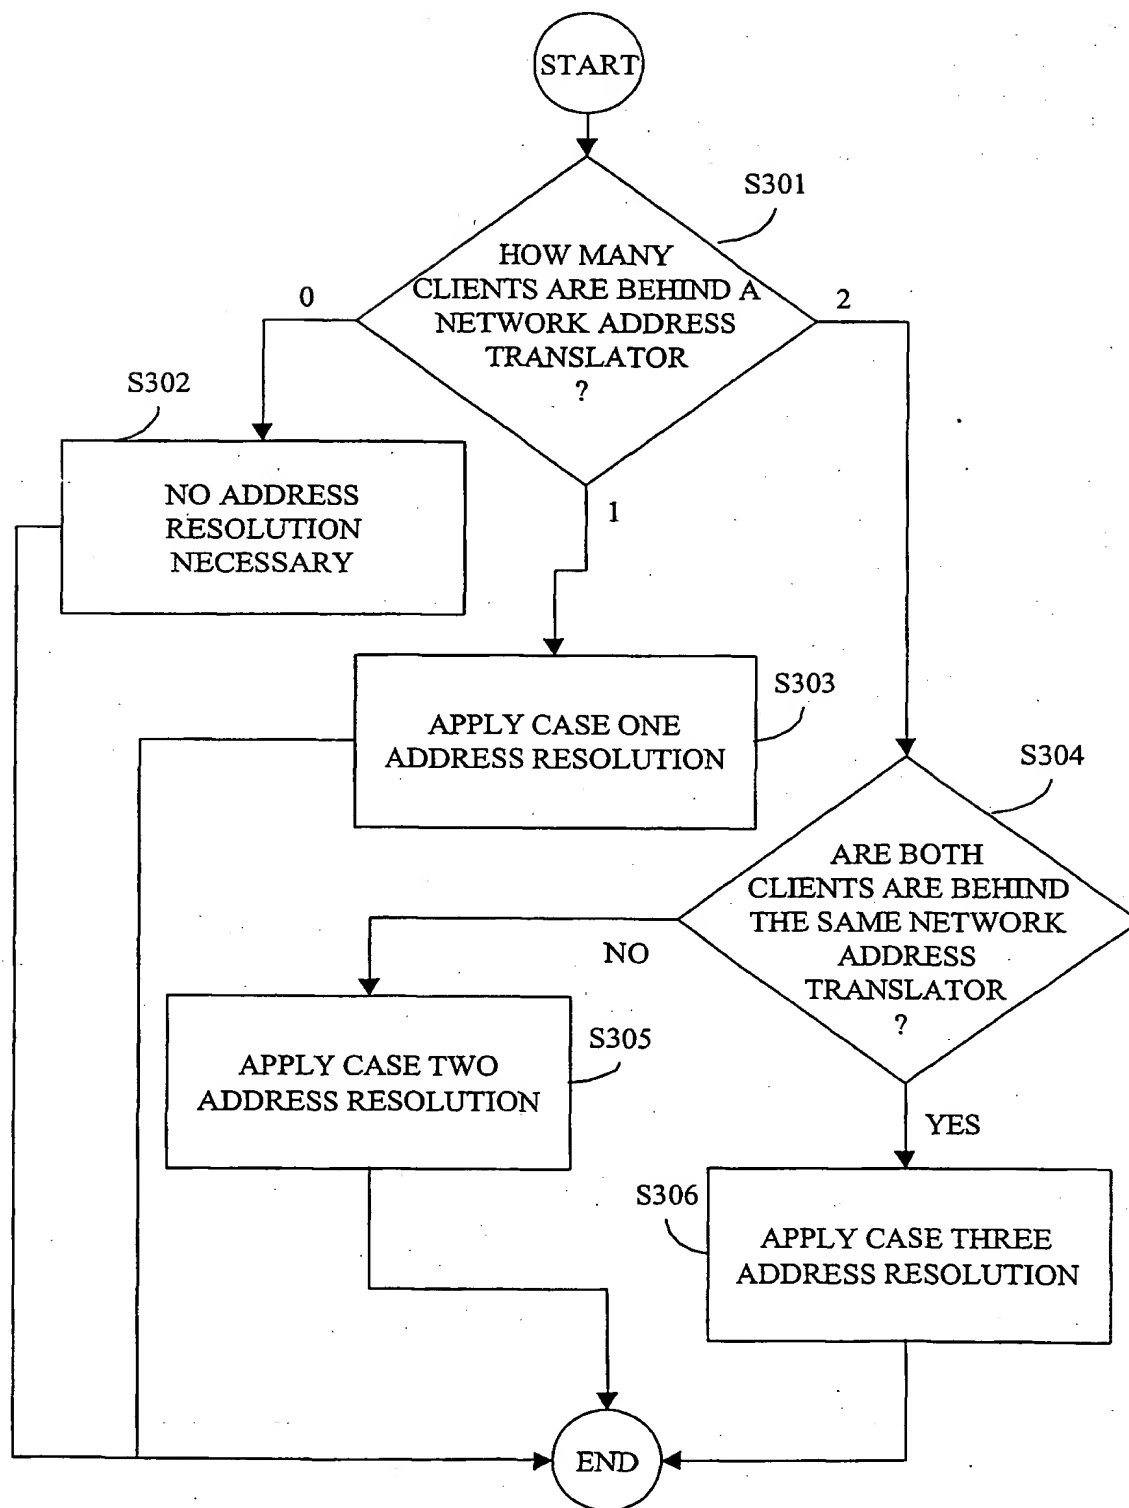 START
S301
HOW MANY
CLIENTS ARE BEHIND A
NETWORK ADDRESS
TRANSLATOR
?
0
2
1
S302
NO ADDRESS
RESOLUTION
NECESSARY
S303
APPLY CASE ONE
ADDRESS RESOLUTION
S304
ARE BOTH
CLIENTS ARE BEHIND
THE SAME NETWORK
ADDRESS
TRANSLATOR
?
NO
YES
S305
APPLY CASE TWO
ADDRESS RESOLUTION
S306
APPLY CASE THREE
ADDRESS RESOLUTION
END